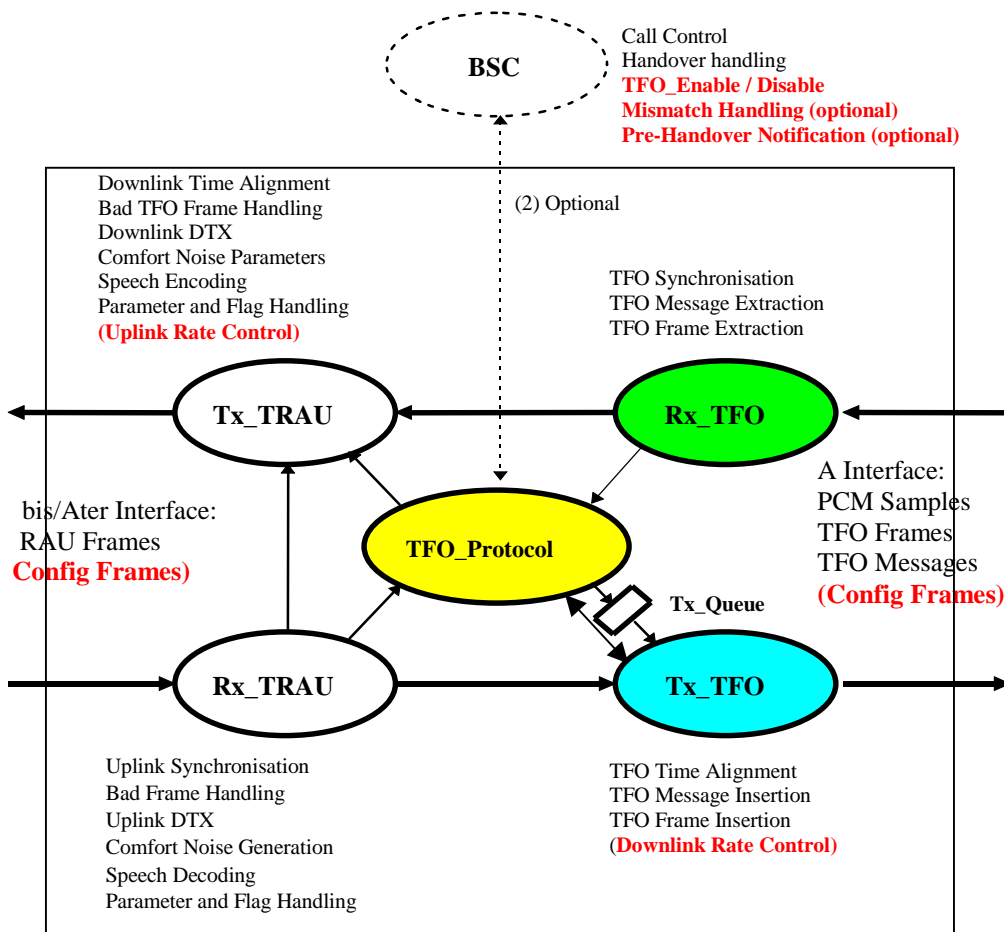 BSC
Call Control
Handover handling
TFO_Enable / Disable
Mismatch Handling (optional)
Pre-Handover Notification (optional)
Downlink Time Alignment
Bad TFO Frame Handling
Downlink DTX
Comfort Noise Parameters
Speech Encoding
Parameter and Flag Handling
(Uplink Rate Control)
(2) Optional
TFO Synchronisation
TFO Message Extraction
TFO Frame Extraction
Tx_TRAU
Rx_TFO
bis/Ater Interface:
RAU Frames
Config Frames)
TFO_Protocol
A Interface:
PCM Samples
TFO Frames
TFO Messages
(Config Frames)
Tx_Queue
Rx_TRAU
Tx_TFO
Uplink Synchronisation
Bad Frame Handling
Uplink DTX
Comfort Noise Generation
Speech Decoding
Parameter and Flag Handling
TFO Time Alignment
TFO Message Insertion
TFO Frame Insertion
(Downlink Rate Control)